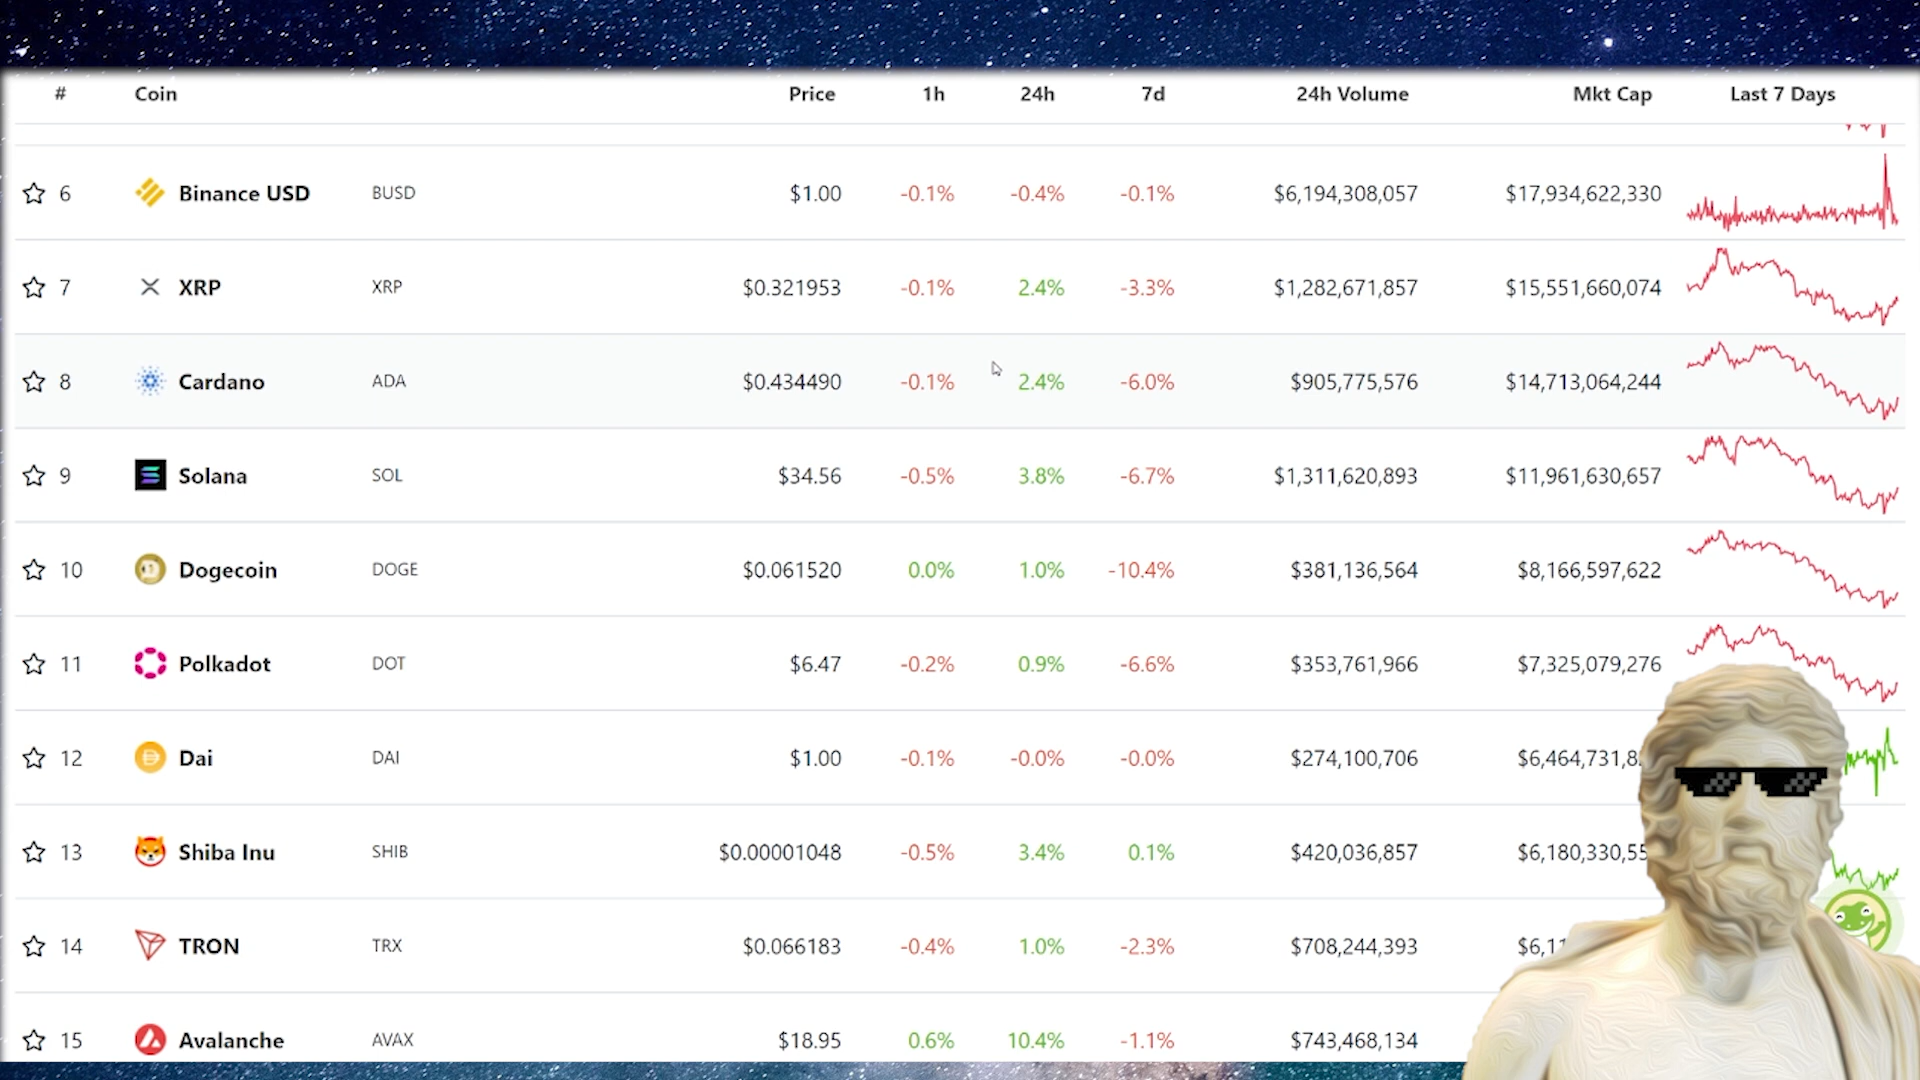 # Coin Price 1h 24h 7d 24h Volume Mkt Cap Last 7 Days
6 Binance USD BUSD $1.00 -0.1% -0.4% -0.1% $6,194,308,057 $17,934,622,330
7 XRP XRP $0.321953 -0.1% 2.4% -3.3% $1,282,671,857 $15,551,660,074
8 Cardano ADA $0.434490 -0.1% 2.4% -6.0% $905,775,576 $14,713,064,244
9 Solana SOL $34.56 -0.5% 3.8% -6.7% $1,311,620,893 $11,961,630,657
10 Dogecoin DOGE $0.061520 0.0% 1.0% -10.4% $381,136,564 $8,166,597,622
11 Polkadot DOT $6.47 -0.2% 0.9% -6.6% $353,761,966 $7,325,079,276
12 Dai DAI $1.00 -0.1% -0.0% -0.0% $274,100,706
13 Shiba Inu SHIB $0.00001048 -0.5% 3.4% 0.1% $420,036,857
14 TRON TRX $0.066183 -0.4% 1.0% -2.3% $708,244,393
15 Avalanche AVAX $18.95 0.6% 10.4% -1.1% $743,468,134